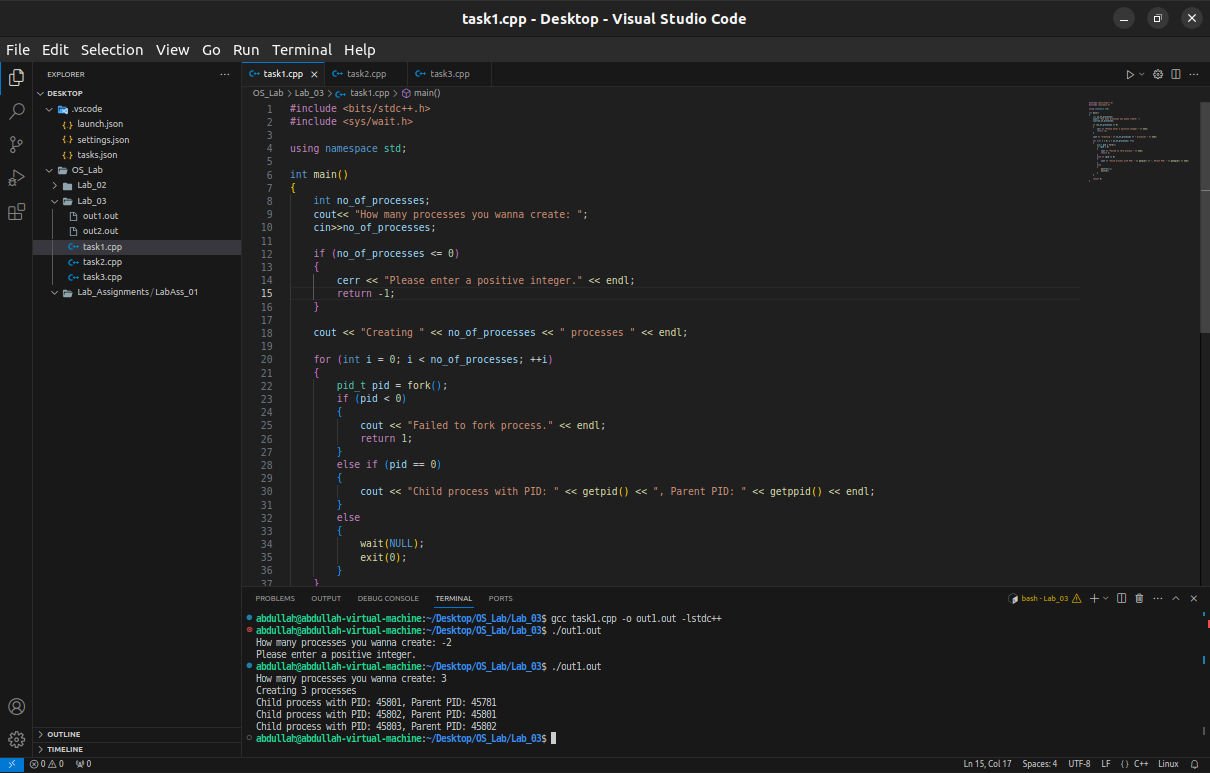 task1.cpp - Desktop - Visual Studio Code
File Edit Selection View Go Run Terminal Help
EXPLORER
DESKTOP
.vscode
launch.json
settings.json
tasks.json
OS_Lab
Lab_02
Lab_03
out1.out
out2.out
task1.cpp
task2.cpp
task3.cpp
Lab_Assignments / LabAss_01
OUTLINE
TIMELINE
task1.cpp task2.cpp task3.cpp
OS_Lab > Lab_03 > task1.cpp > main()
1 #include <bits/stdc++.h>
2 #include <sys/wait.h>
3
4 using namespace std;
5
6 int main()
7 {
8 int no_of_processes;
9 cout<< "How many processes you wanna create: ";
10 cin>>no_of_processes;
11
12 if (no_of_processes <= 0)
13 {
14 cerr << "Please enter a positive integer." << endl;
15 return -1;
16 }
17
18 cout << "Creating " << no_of_processes << " processes " << endl;
19
20 for (int i = 0; i < no_of_processes; ++i)
21 {
22 pid_t pid = fork();
23 if (pid < 0)
24 {
25 cout << "Failed to fork process." << endl;
26 return 1;
27 }
28 else if (pid == 0)
29 {
30 cout << "Child process with PID: " << getpid() << ", Parent PID: " << getppid() << endl;
31 }
32 else
33 {
34 wait(NULL);
35 exit(0);
36 }
37 }
PROBLEMS OUTPUT DEBUG CONSOLE TERMINAL PORTS
bash - Lab_03
abdullah@abdullah-virtual-machine:~/Desktop/OS_Lab/Lab_03$ gcc task1.cpp -o out1.out -lstdc++
abdullah@abdullah-virtual-machine:~/Desktop/OS_Lab/Lab_03$ ./out1.out
How many processes you wanna create: -2
Please enter a positive integer.
abdullah@abdullah-virtual-machine:~/Desktop/OS_Lab/Lab_03$ ./out1.out
How many processes you wanna create: 3
Creating 3 processes
Child process with PID: 45801, Parent PID: 45781
Child process with PID: 45802, Parent PID: 45801
Child process with PID: 45803, Parent PID: 45802
abdullah@abdullah-virtual-machine:~/Desktop/OS_Lab/Lab_03$
0 0 0 Ln 15, Col 17 Spaces: 4 UTF-8 LF {} C++ Linux